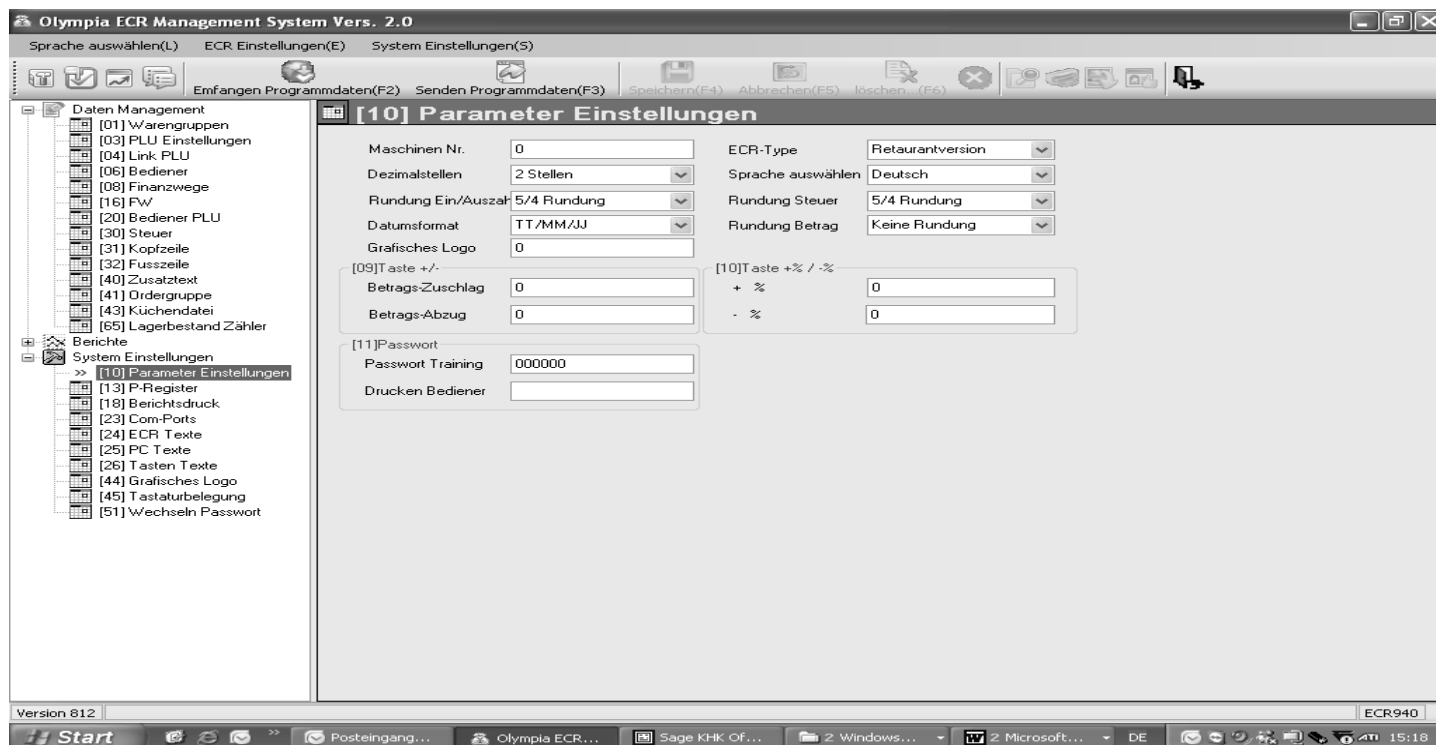 Olympia ECR Management System Vers. 2.0
Sprache auswählen(L) ECR Einstellungen(E) System Einstellungen(S)
Emfangen Programmdaten(F2) Senden Programmdaten(F3) Speichern(F4) Abbrechen(F5) löschen...(F6)
Daten Management
[01] Warengruppen
[03] PLU Einstellungen
[04] Link PLU
[06] Bediener
[08] Finanzwege
[16] FW
[20] Bediener PLU
[30] Steuer
[31] Kopfzeile
[32] Fusszeile
[40] Zusatztext
[41] Ordergruppe
[43] Küchendatei
[65] Lagerbestand Zähler
Berichte
System Einstellungen
>> [10] Parameter Einstellungen
[13] P-Register
[18] Berichtsdruck
[23] Com-Ports
[24] ECR Texte
[25] PC Texte
[26] Tasten Texte
[44] Grafisches Logo
[45] Tastaturbelegung
[51] Wechseln Passwort
[10] Parameter Einstellungen
Maschinen Nr. 0 ECR-Type Retaurantversion
Dezimalstellen 2 Stellen Sprache auswählen Deutsch
Rundung Ein/Auszah 5/4 Rundung Rundung Steuer 5/4 Rundung
Datumsformat TT/MM/JJ Rundung Betrag Keine Rundung
Grafisches Logo 0
[09]Taste +/- [10]Taste +% / -%
Betrags-Zuschlag 0 + % 0
Betrags-Abzug 0 - % 0
[11]Passwort
Passwort Training 000000
Drucken Bediener
Version 812 ECR940
Start Posteingang... Olympia ECR... Sage KHK Of... 2 Windows... 2 Microsoft... DE ATI 15:18